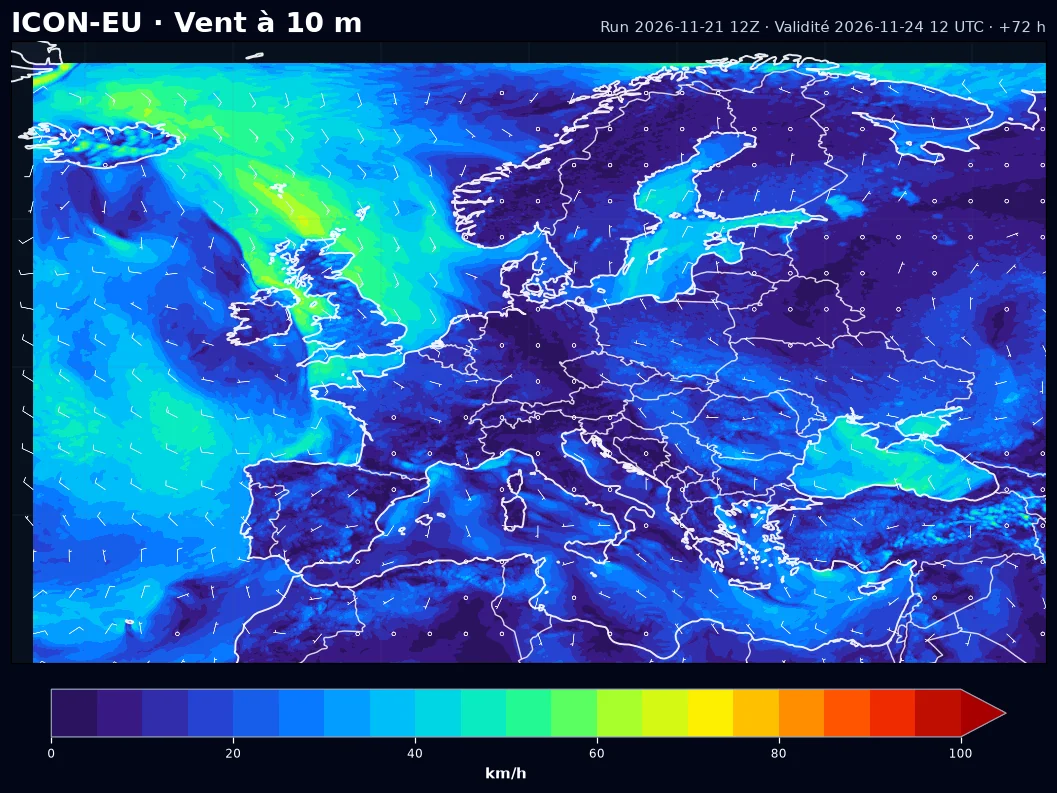 ICON-EU · Vent à 10 m
Run 2026-11-21 12Z · Validité 2026-11-24 12 UTC · +72 h
0 20 40 60 80 100
km/h